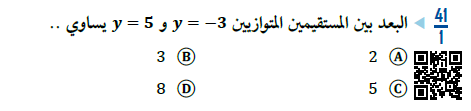 41/1 البعد بين المستقيمين المتوازيين y = −3 و y = 5 يساوي ..
2 Ⓐ 3 Ⓑ
5 Ⓒ 8 Ⓓ